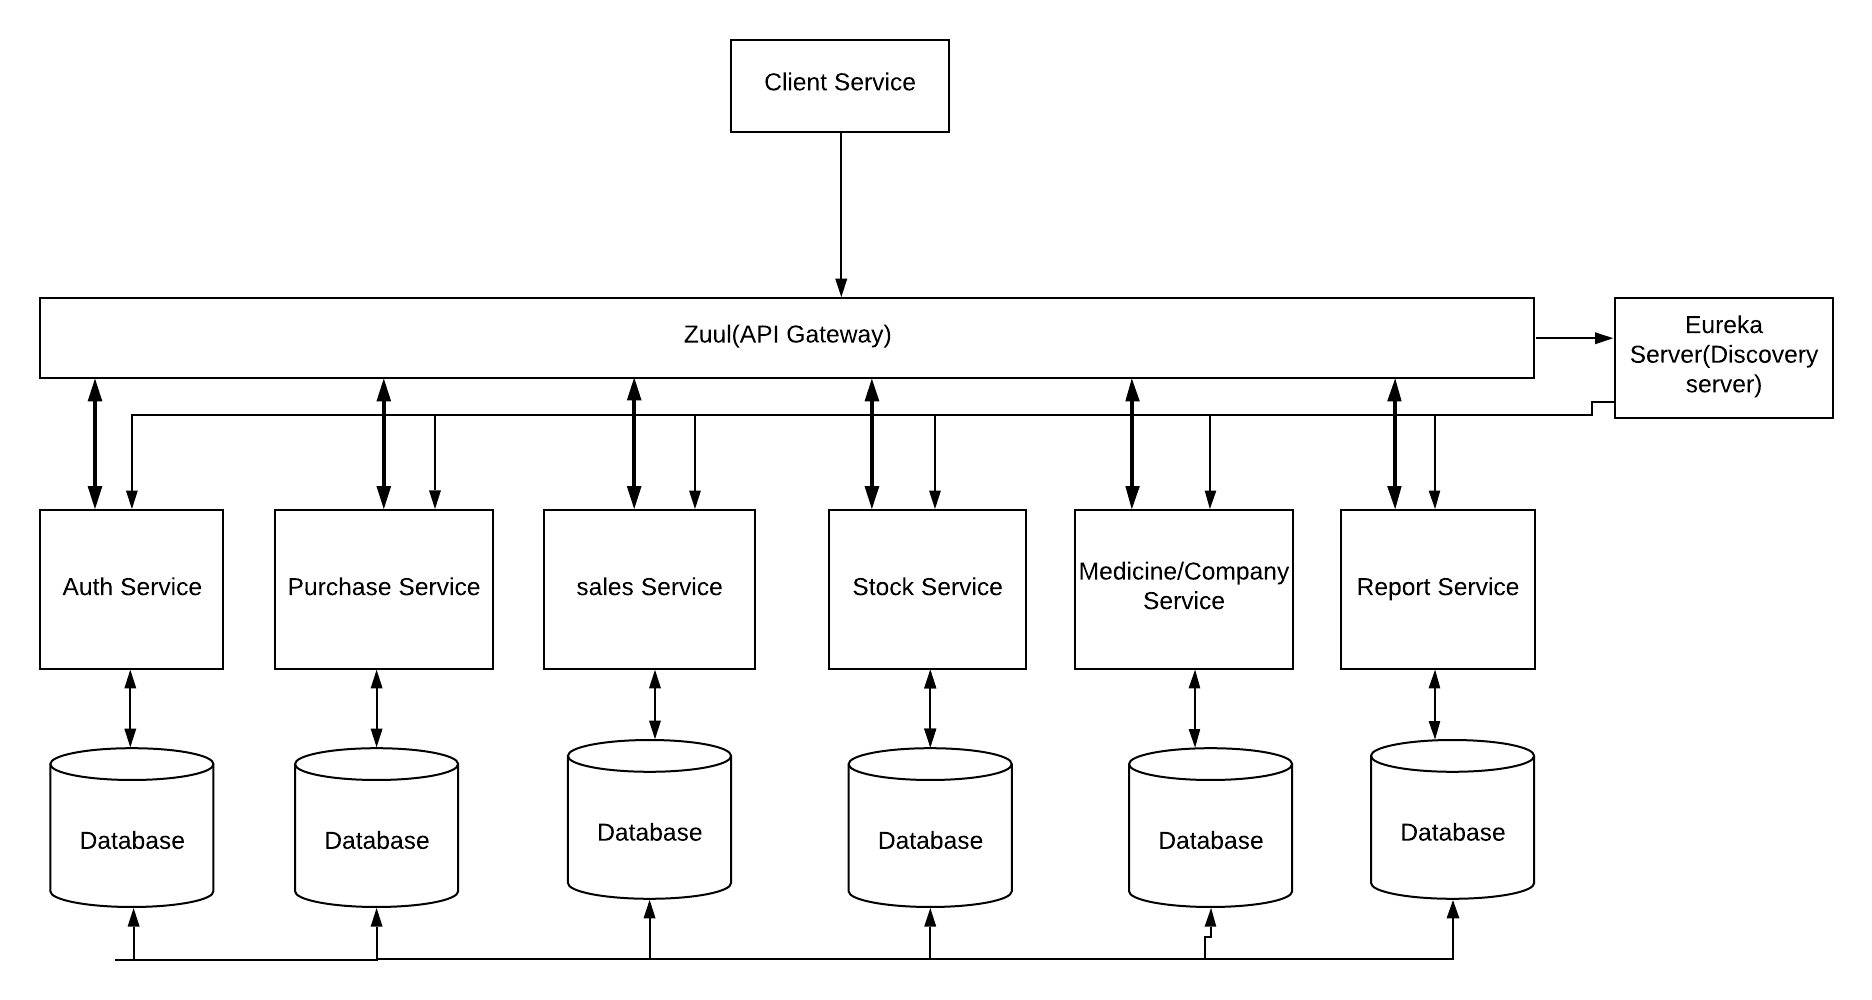 Client Service
Zuul(API Gateway)
Eureka
Server(Discovery
server)
Auth Service
Purchase Service
sales Service
Stock Service
Medicine/Company
Service
Report Service
Database
Database
Database
Database
Database
Database